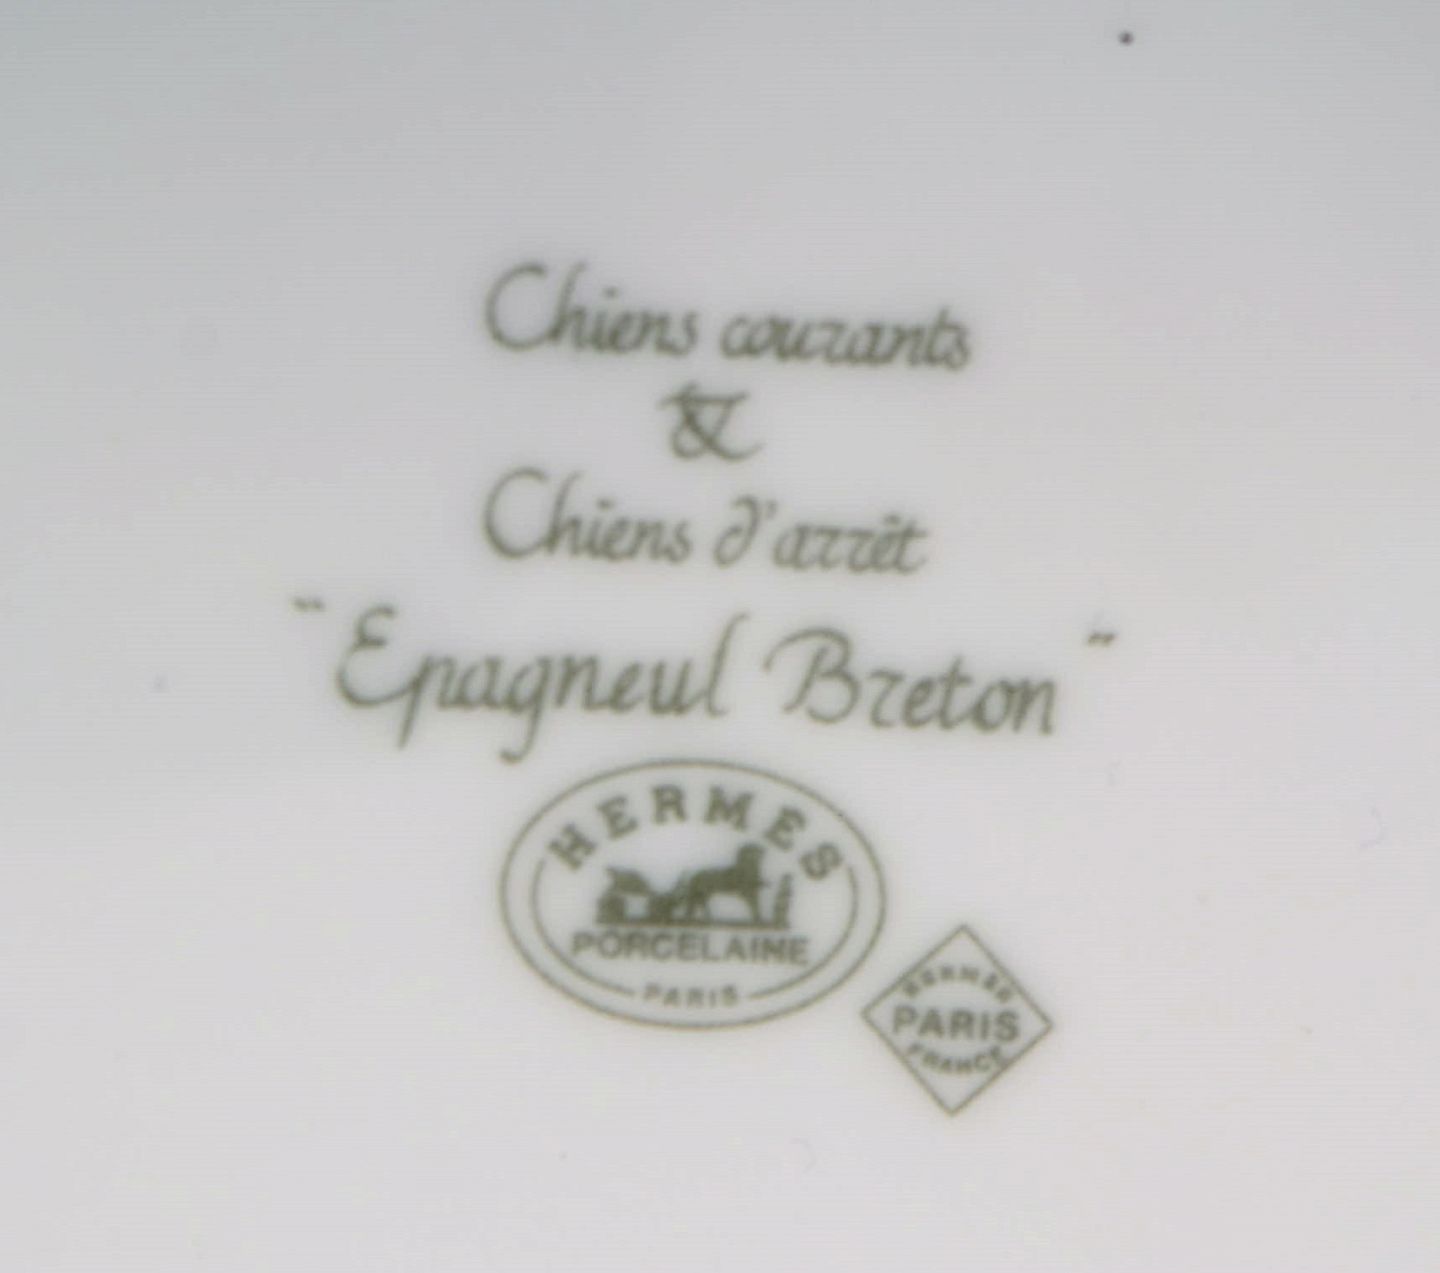 Chiens courants
&
Chiens d'arrêt
"Epagneul Breton"
HERMES
PORCELAINE
PARIS
HERMES
PARIS
FRANCE